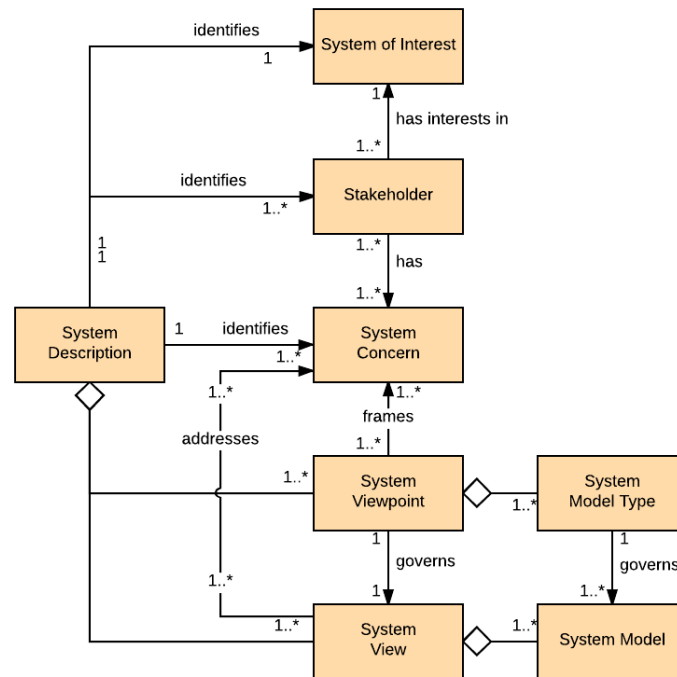 identifies
System of Interest
1
1
has interests in
1..*
identifies
Stakeholder
1..*
1..*
1
1
has
1..*
System
Description
1
identifies
System
Concern
1..*
1..*
1..*
addresses
frames
1..*
1..*
System
Viewpoint
System
Model Type
1..*
1
governs
1
governs
1..*
1..*
1
1..*
System
View
1..*
System Model